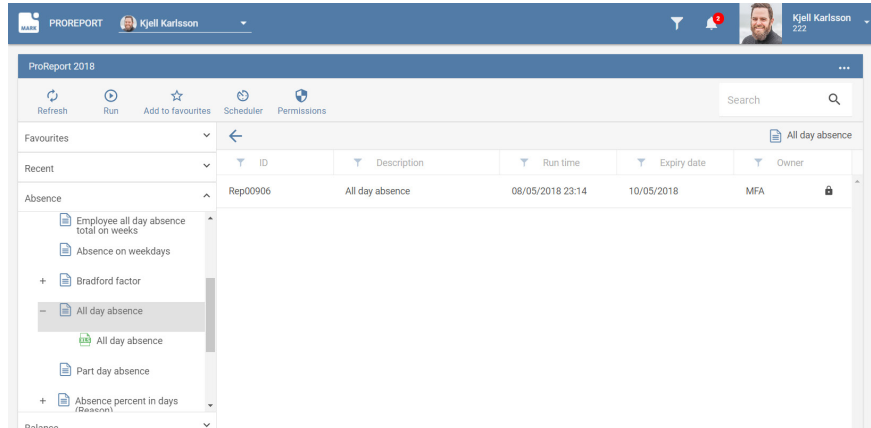 MARK
PROREPORT
Kjell Karlsson
2
Kjell Karlsson
222
ProReport 2018
Refresh
Run
Add to favourites
Scheduler
Permissions
Search
Favourites
All day absence
Recent
ID
Description
Run time
Expiry date
Owner
Absence
Rep00906
All day absence
08/05/2018 23:14
10/05/2018
MFA
Employee all day absence
total on weeks
Absence on weekdays
Bradford factor
All day absence
All day absence
Part day absence
Absence percent in days
(Reason)
Balance